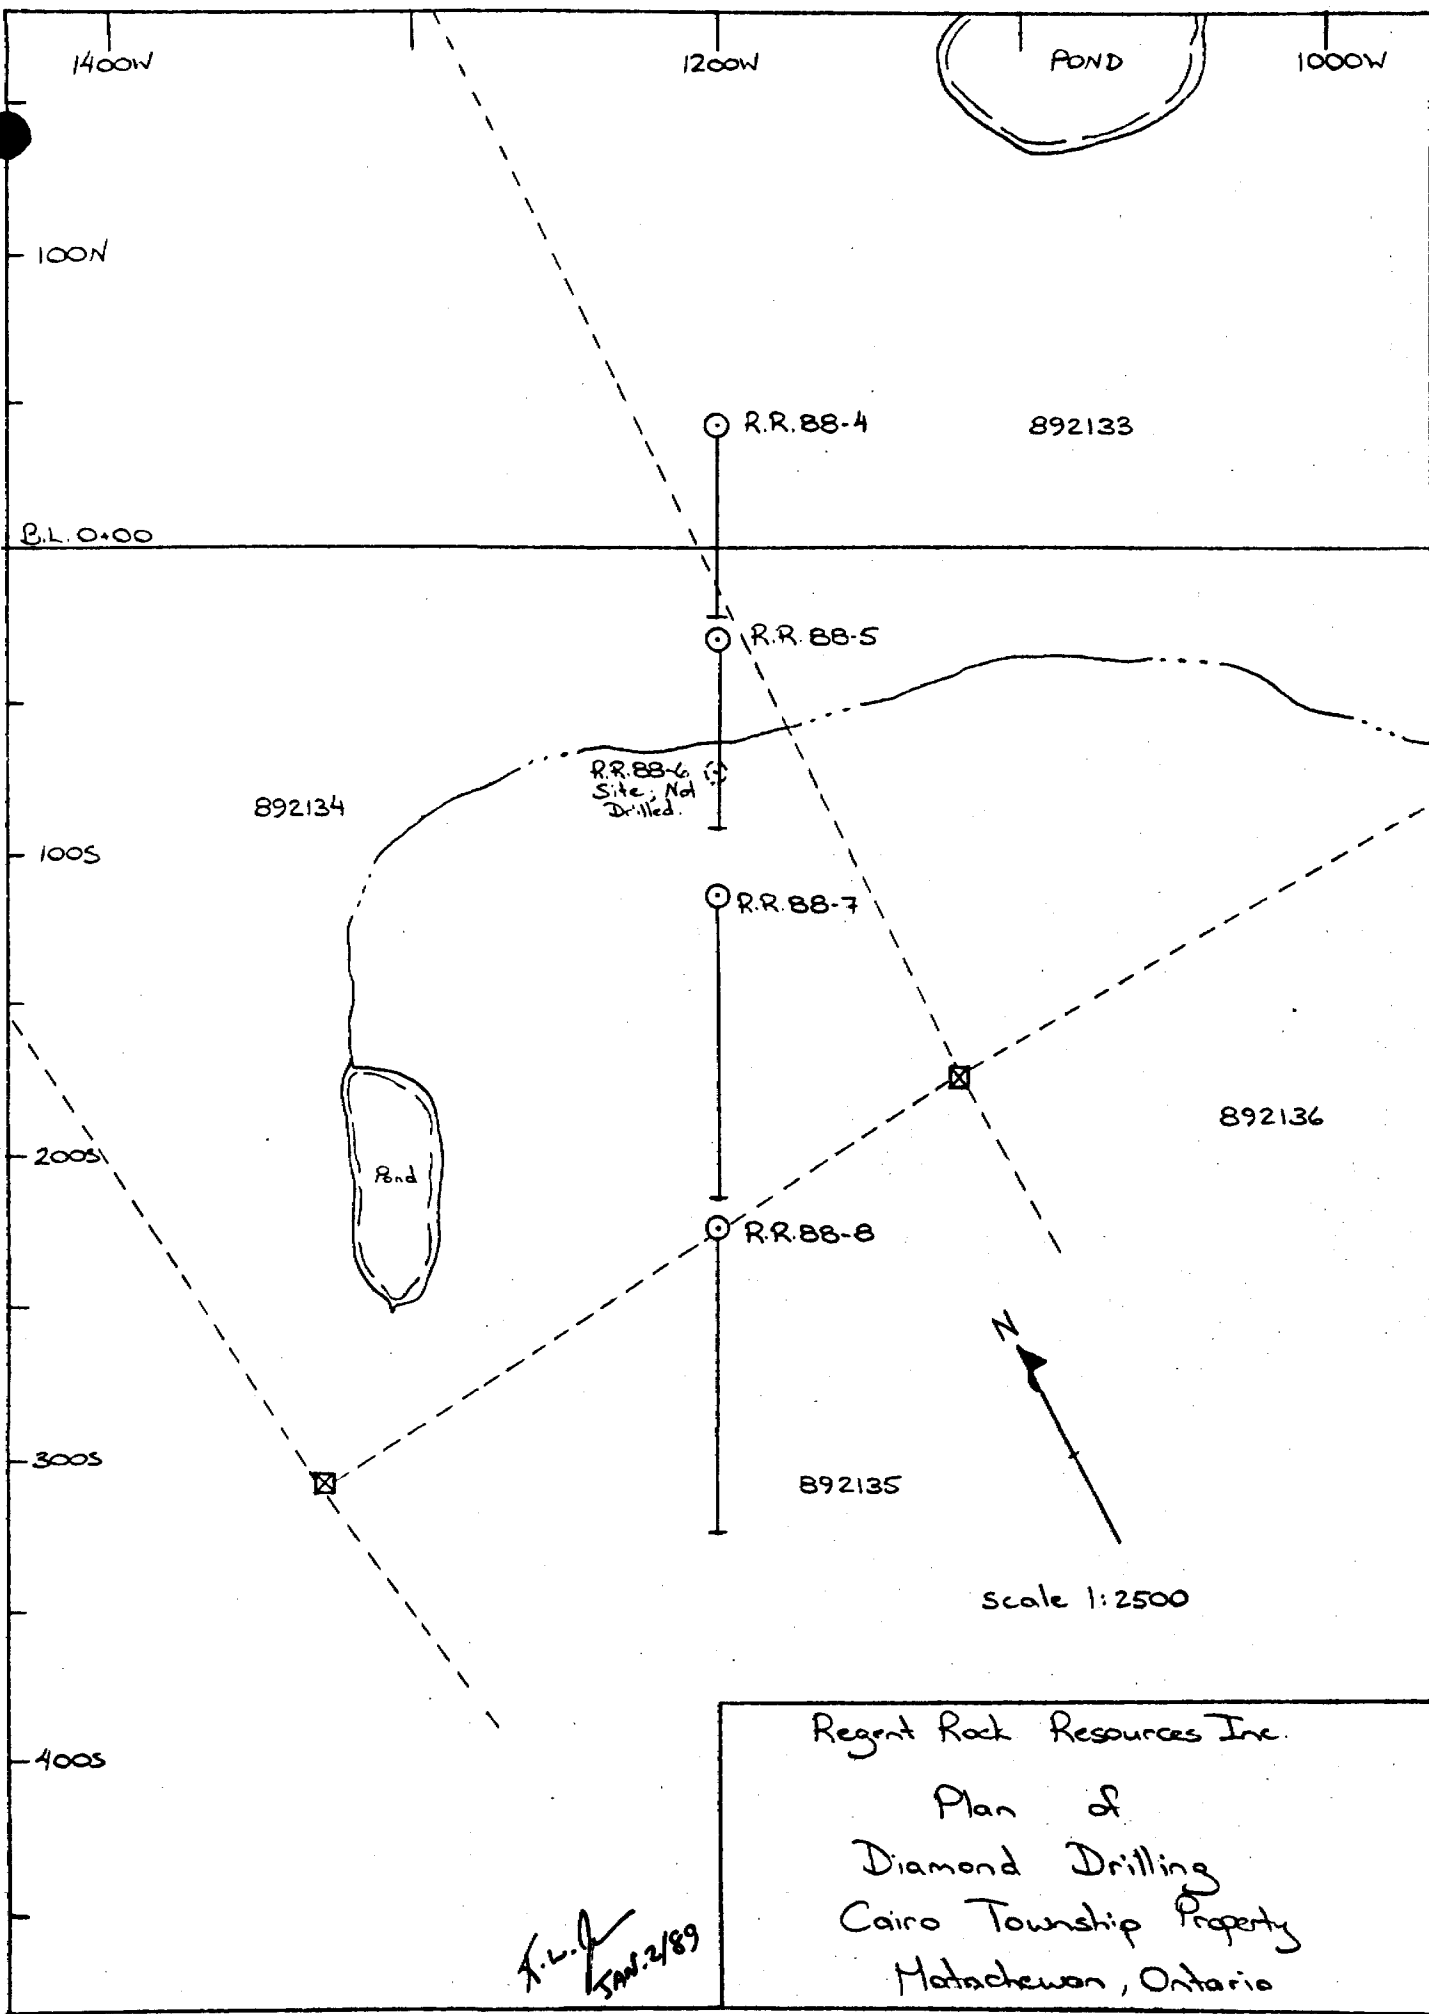 1400W
1200W
POND
1000W
100N
R.R. 88-4
892133
B.L. 0+00
R.R. 88-5
R.R. 88-6
Site; Not
Drilled.
892134
100S
R.R. 88-7
892136
200S
Pond
R.R. 88-8
N
300S
892135
scale 1:2500
Regent Rock Resources Inc.
400S
Plan of
Diamond Drilling
Cairo Township Property
Matachewan, Ontario
JAN. 2/89